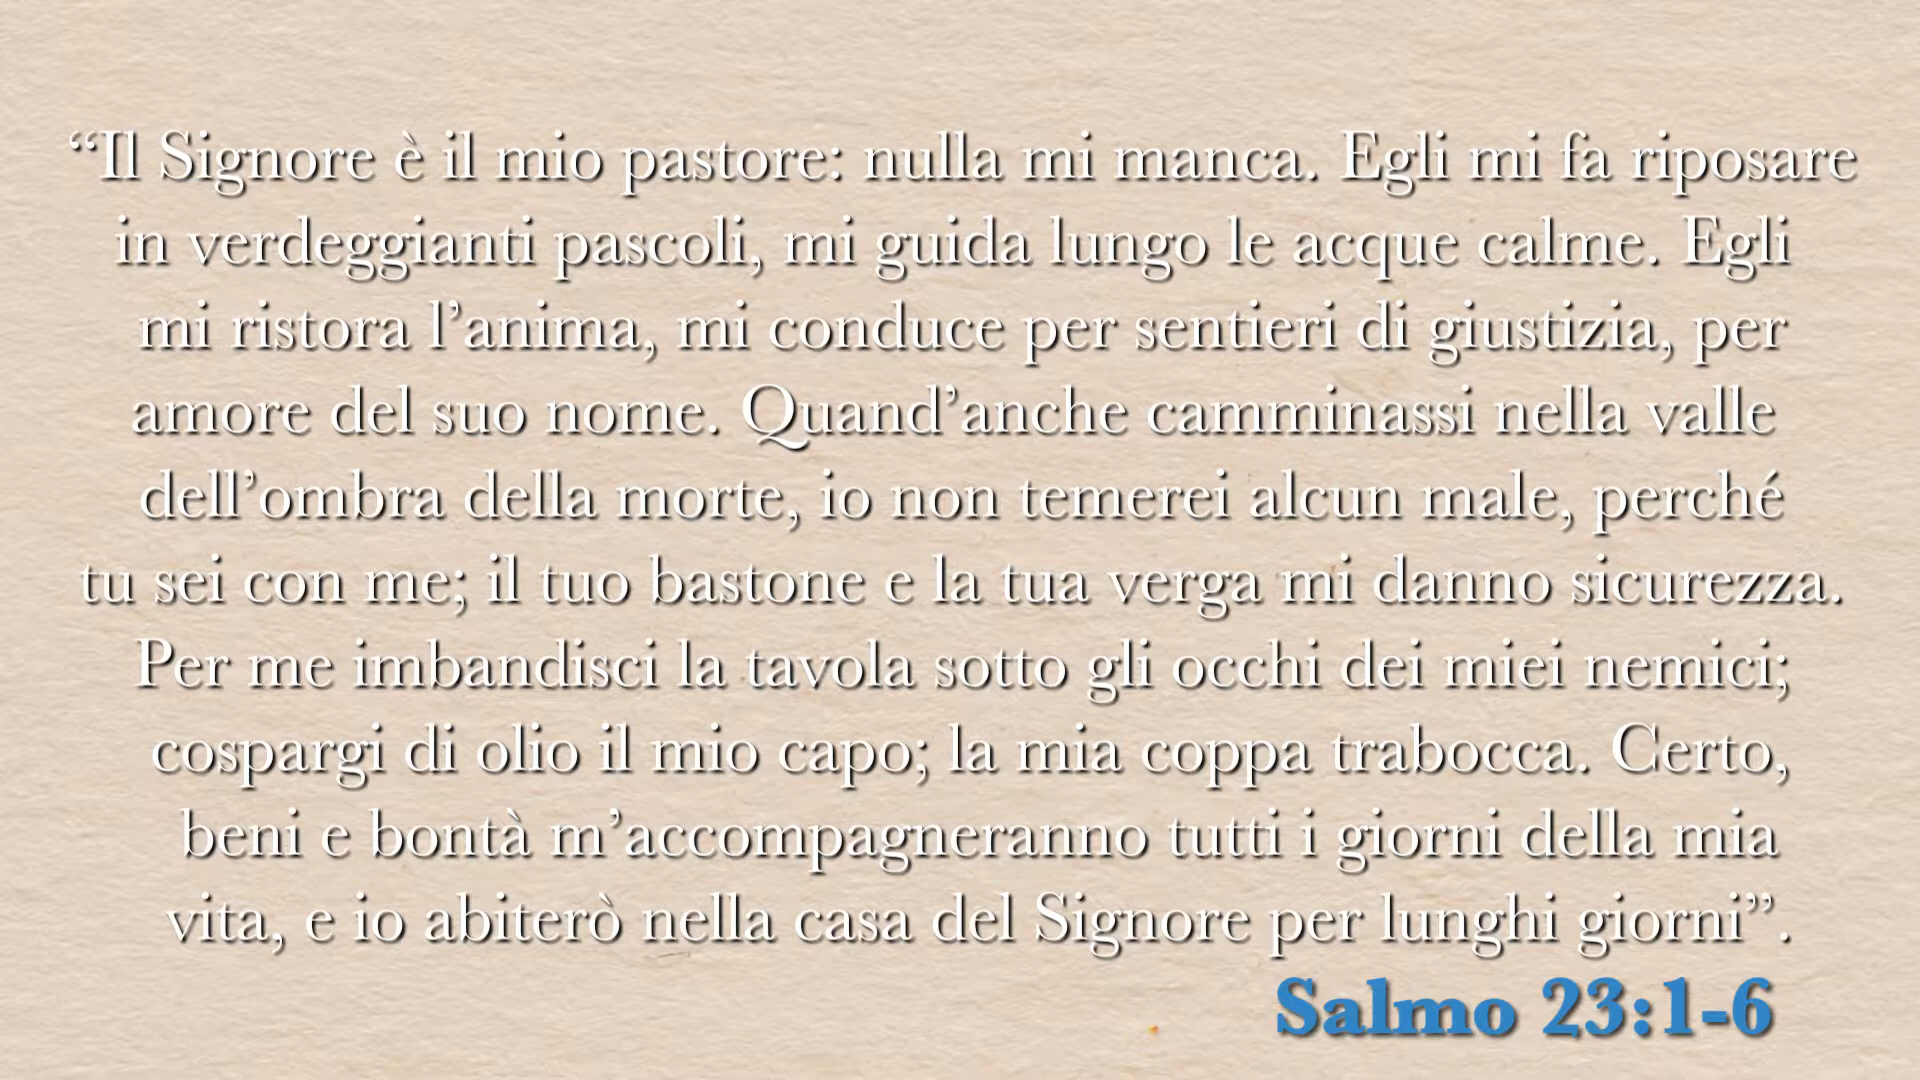 “Il Signore è il mio pastore: nulla mi manca. Egli mi fa riposare
in verdeggianti pascoli, mi guida lungo le acque calme. Egli
mi ristora l’anima, mi conduce per sentieri di giustizia, per
amore del suo nome. Quand’anche camminassi nella valle
dell’ombra della morte, io non temerei alcun male, perché
tu sei con me; il tuo bastone e la tua verga mi danno sicurezza.
Per me imbandisci la tavola sotto gli occhi dei miei nemici;
cospargi di olio il mio capo; la mia coppa trabocca. Certo,
beni e bontà m’accompagneranno tutti i giorni della mia
vita, e io abiterò nella casa del Signore per lunghi giorni”.
Salmo 23:1-6